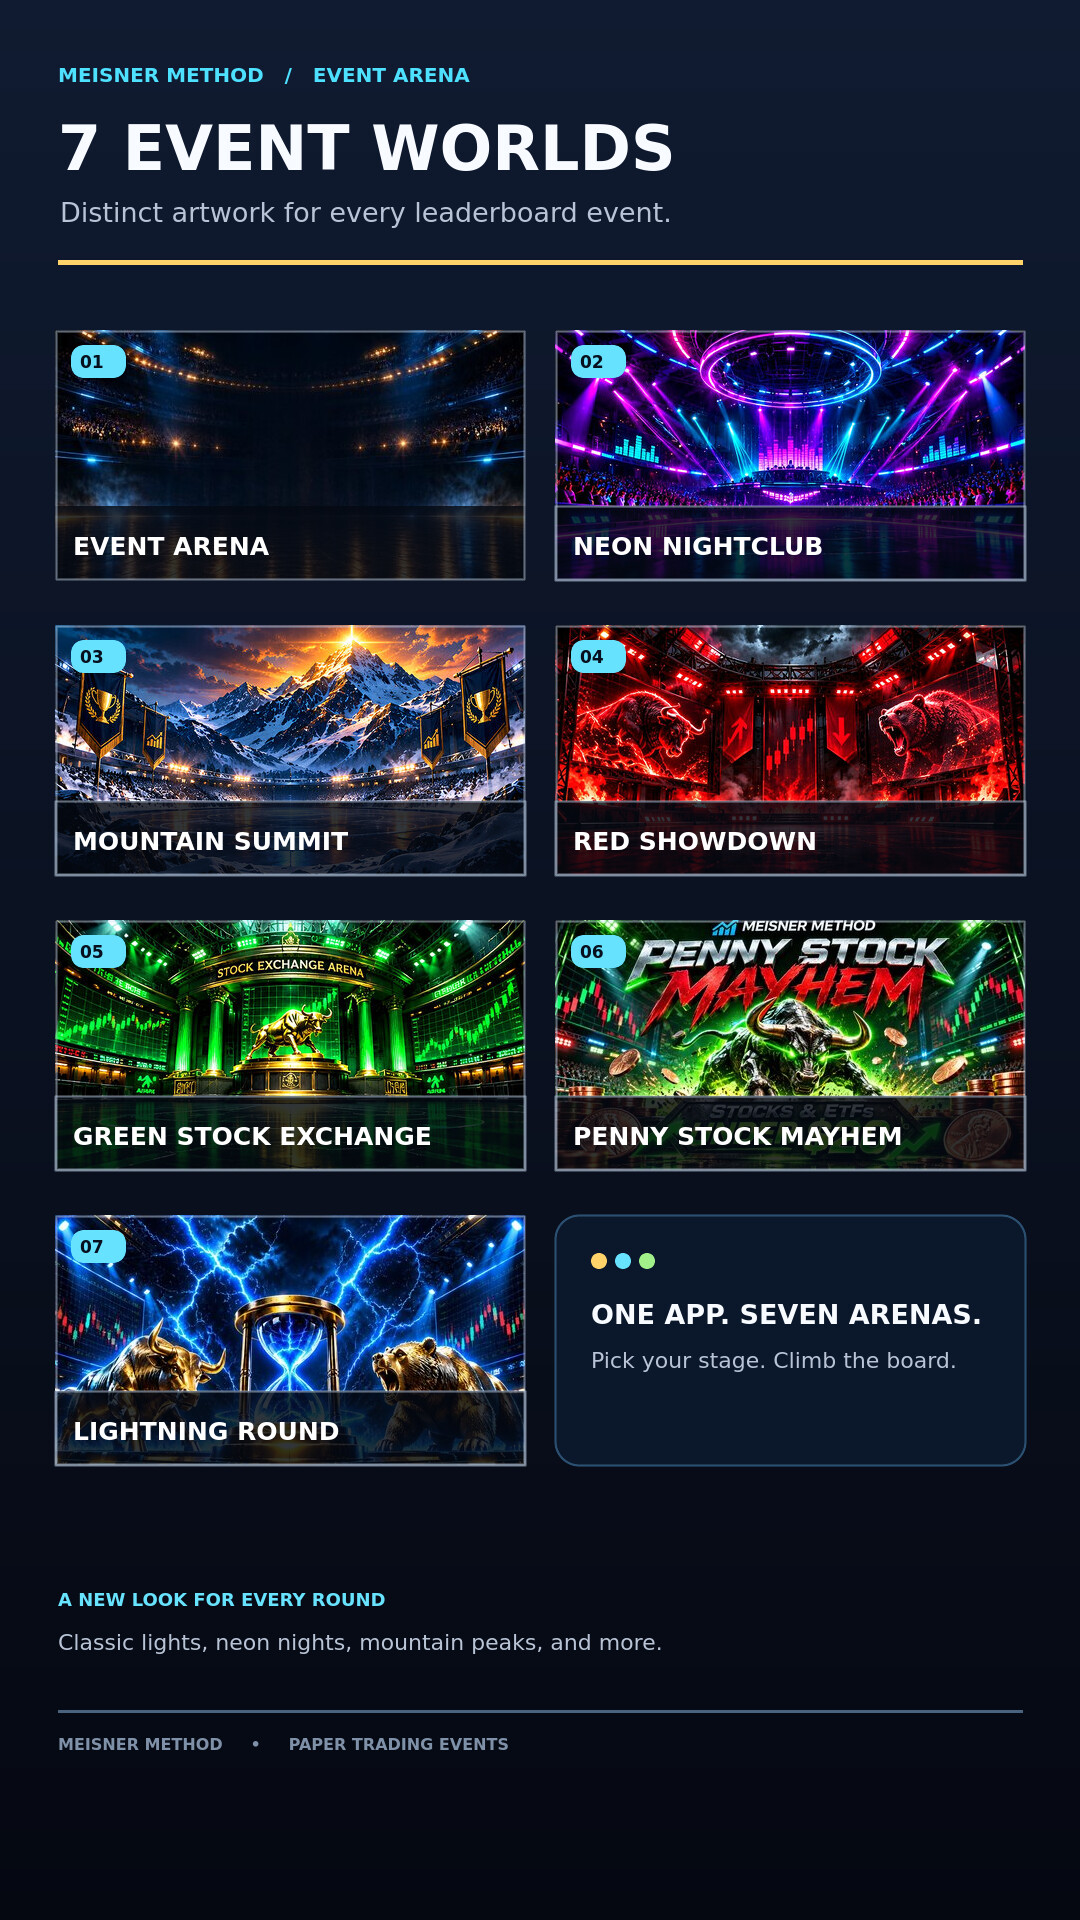 MEISNER METHOD / EVENT ARENA
7 EVENT WORLDS
Distinct artwork for every leaderboard event.
01
EVENT ARENA
02
NEON NIGHTCLUB
03
MOUNTAIN SUMMIT
04
RED SHOWDOWN
05
STOCK EXCHANGE ARENA
GREEN STOCK EXCHANGE
06
MEISNER METHOD
PENNY STOCK
MAYHEM
STOCKS & ETFs
PENNY STOCK MAYHEM
07
LIGHTNING ROUND
ONE APP. SEVEN ARENAS.
Pick your stage. Climb the board.
A NEW LOOK FOR EVERY ROUND
Classic lights, neon nights, mountain peaks, and more.
MEISNER METHOD • PAPER TRADING EVENTS